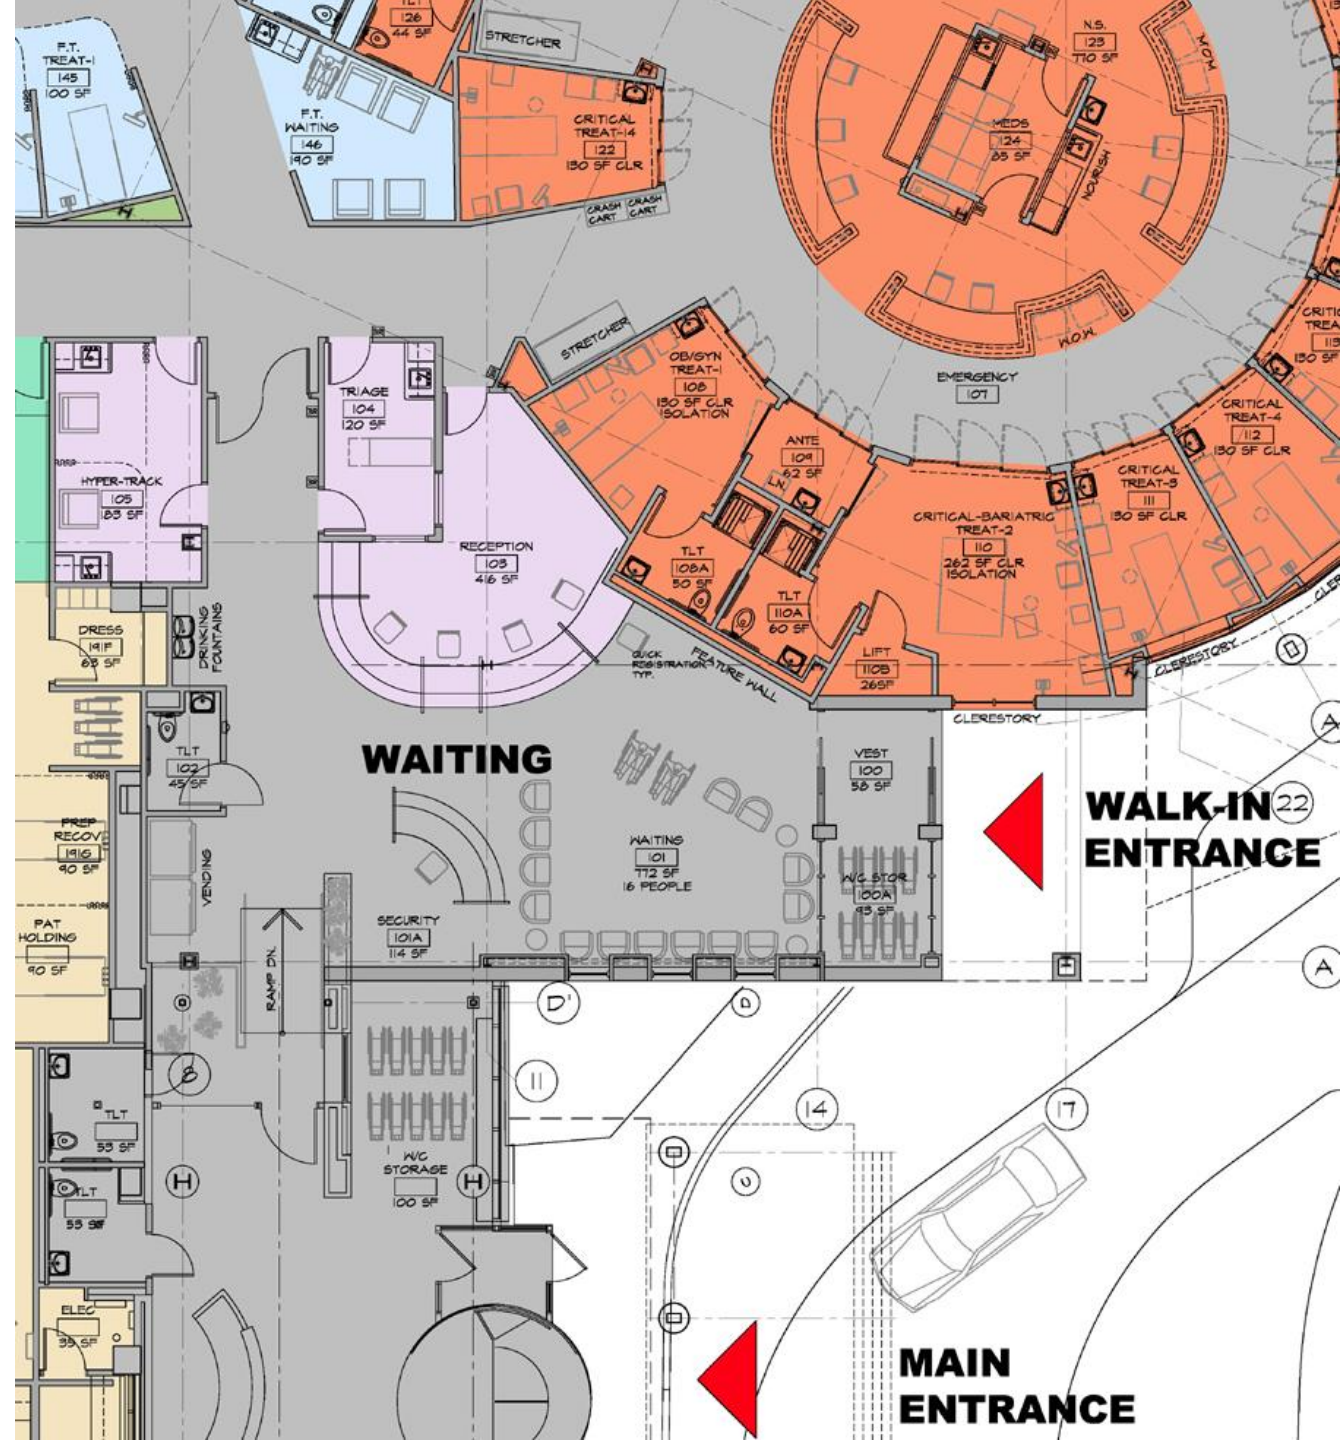 TLT
126
44 SF
STRETCHER
N.S.
123
770 SF
W.O.W.
F.T.
TREAT-1
145
100 SF
F.T.
WAITING
146
190 SF
CRITICAL
TREAT-14
122
130 SF CLR
MEDS
124
85 SF
NOURISH
CRASH
CART
CRASH
CART
STRETCHER
W.O.W.
EMERGENCY
107
OB/GYN
TREAT-1
108
130 SF CLR
ISOLATION
TRIAGE
104
120 SF
CRITICAL
TREAT-4
112
130 SF CLR
ANTE
109
62 SF
LN.
CRITICAL
TREAT-3
111
130 SF CLR
HYPER-TRACK
105
183 SF
CRITICAL-BARIATRIC
TREAT-2
110
262 SF CLR
ISOLATION
RECEPTION
103
416 SF
TLT
108A
50 SF
TLT
110A
60 SF
DRESS
191F
63 SF
DRINKING
FOUNTAINS
QUICK
REGISTRATION
TYP.
FEATURE WALL
LIFT
110B
26SF
CLERESTORY
CLERESTORY
D
A
WAITING
TLT
102
45 SF
VEST
100
58 SF
WALK-IN
ENTRANCE
22
PREP
RECOV
191G
90 SF
VENDING
WAITING
101
772 SF
16 PEOPLE
W/C STOR
100A
93 SF
SECURITY
101A
114 SF
PAT
HOLDING
90 SF
RAMP DN.
A
D'
D
B
11
14
17
TLT
53 SF
W/C
STORAGE
100 SF
H
H
TLT
53 SF
ELEC
35 SF
MAIN
ENTRANCE